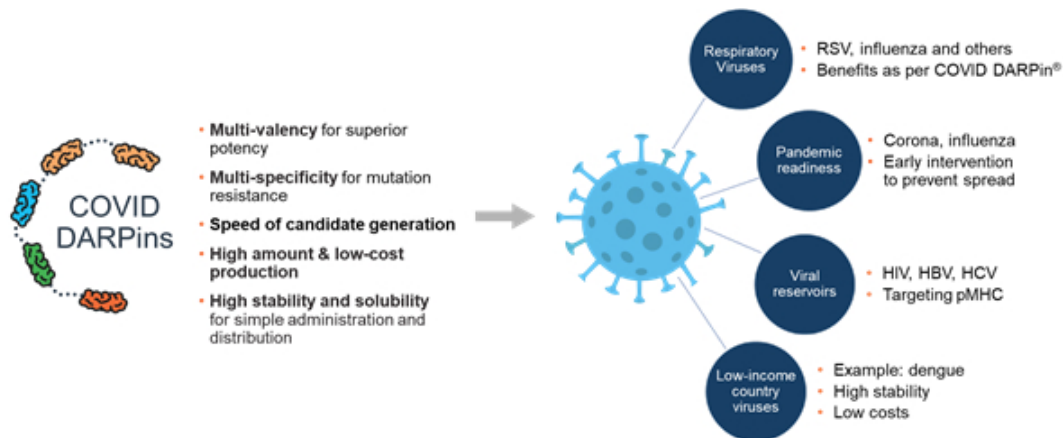 COVID
DARPins
• Multi-valency for superior
potency
• Multi-specificity for mutation
resistance
• Speed of candidate generation
• High amount & low-cost
production
• High stability and solubility
for simple administration and
distribution
Respiratory
Viruses
• RSV, influenza and others
• Benefits as per COVID DARPin®
Pandemic
readiness
• Corona, influenza
• Early intervention
to prevent spread
Viral
reservoirs
• HIV, HBV, HCV
• Targeting pMHC
Low-income
country
viruses
• Example: dengue
• High stability
• Low costs